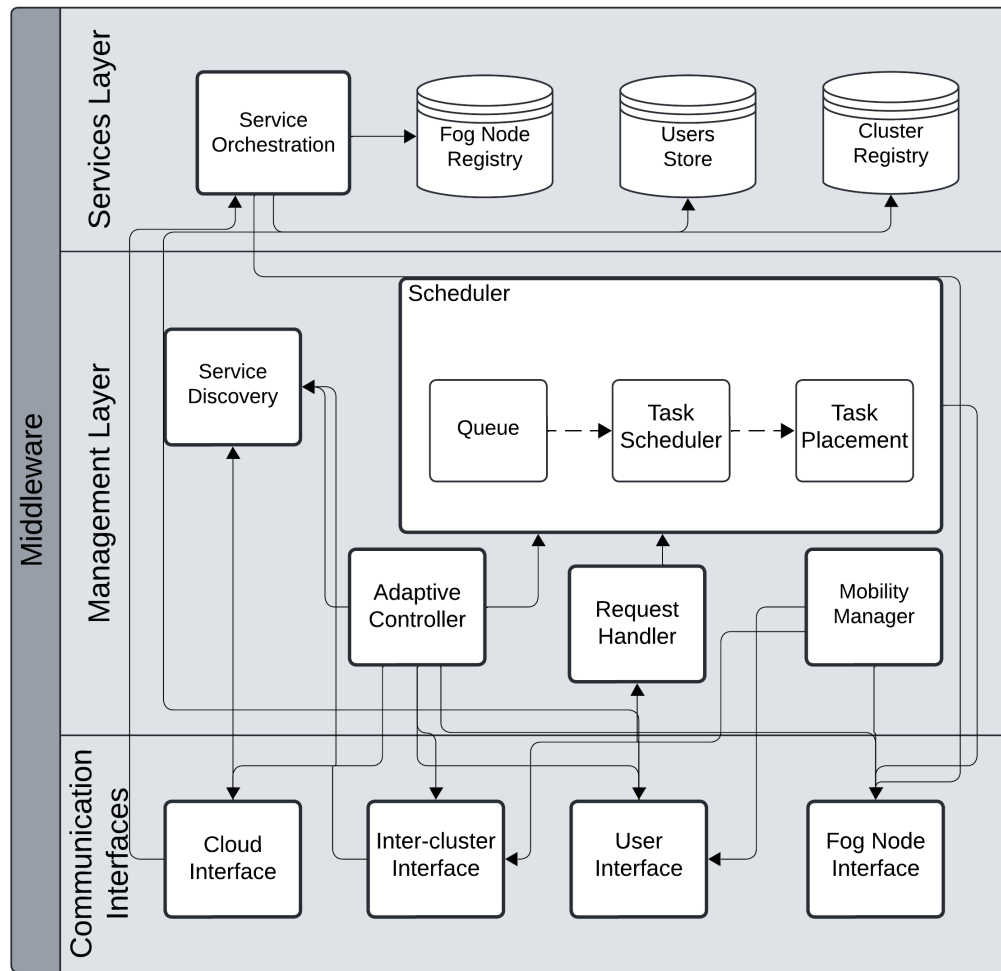 Middleware
Services Layer
Service
Orchestration
Fog Node
Registry
Users
Store
Cluster
Registry
Management Layer
Scheduler
Service
Discovery
Queue
Task
Scheduler
Task
Placement
Adaptive
Controller
Request
Handler
Mobility
Manager
Communication
Interfaces
Cloud
Interface
Inter-cluster
Interface
User
Interface
Fog Node
Interface